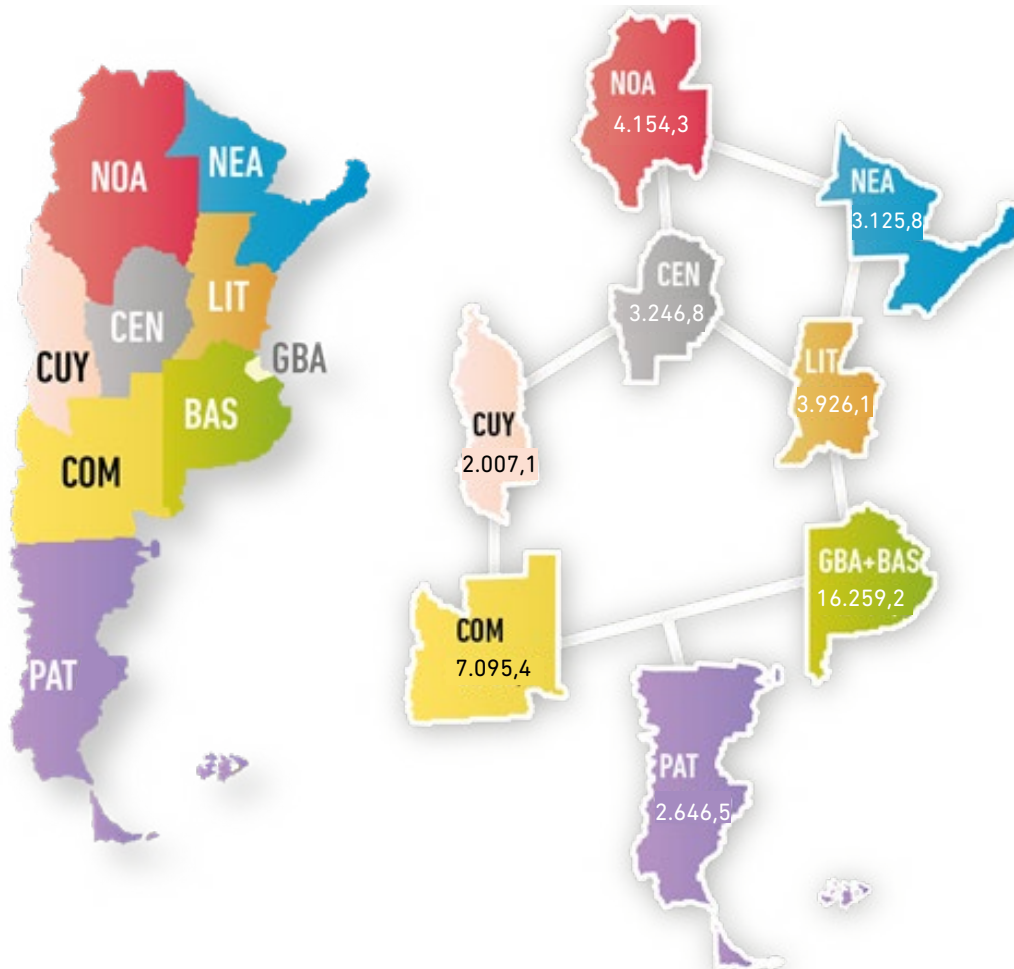 NOA
NEA
LIT
CEN
CUY
GBA
BAS
COM
PAT
NOA
4.154,3
NEA
3.125,8
CEN
3.246,8
LIT
3.926,1
CUY
2.007,1
GBA+BAS
16.259,2
COM
7.095,4
PAT
2.646,5